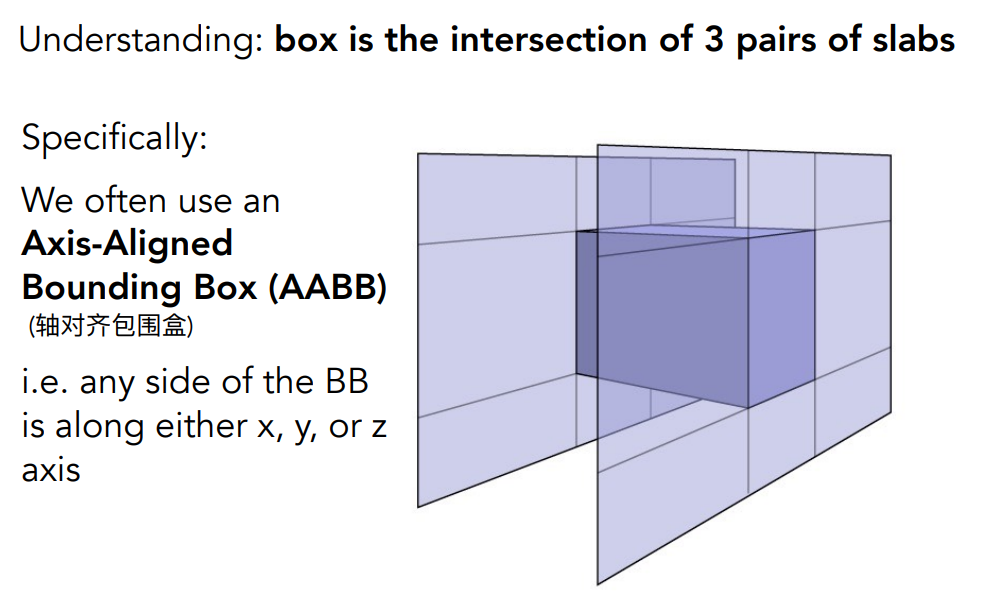 Understanding: box is the intersection of 3 pairs of slabs
Specifically:
We often use an
Axis-Aligned
Bounding Box (AABB)
(轴对齐包围盒)
i.e. any side of the BB
is along either x, y, or z
axis